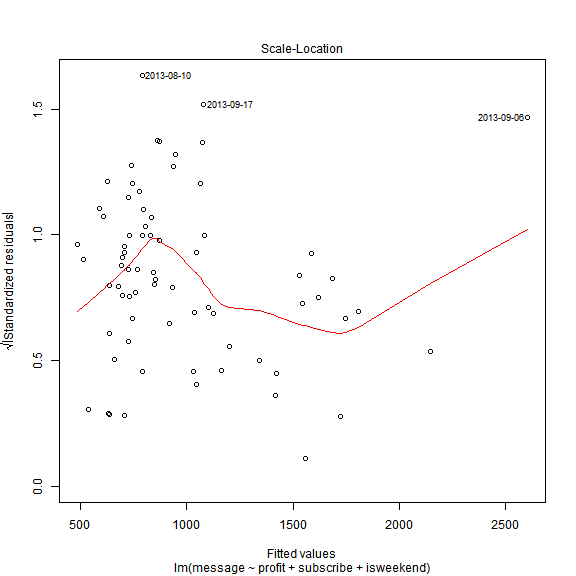 Scale-Location
2013-08-10
2013-09-17
2013-09-06
√|Standardized residuals|
0.0 0.5 1.0 1.5
500 1000 1500 2000 2500
Fitted values
lm(message ~ profit + subscribe + isweekend)